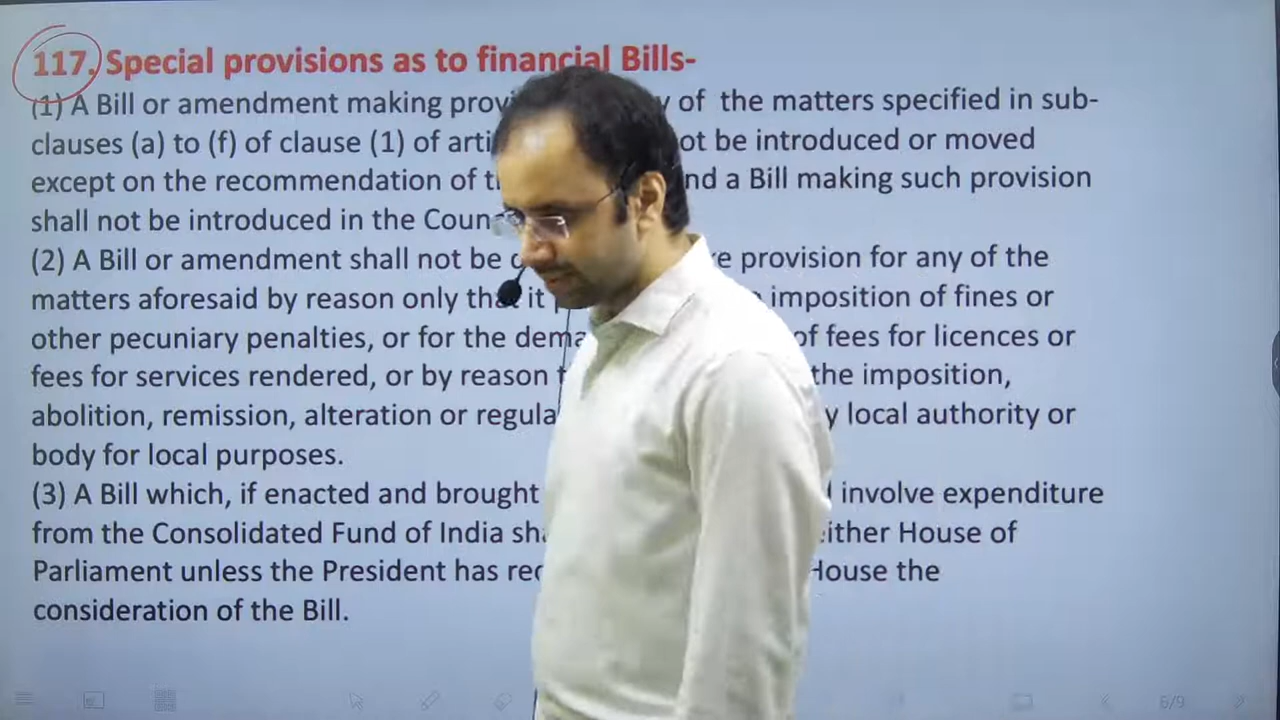 117. Special provisions as to financial Bills-
(1) A Bill or amendment making prov y of the matters specified in sub-
clauses (a) to (f) of clause (1) of arti ot be introduced or moved
except on the recommendation of t nd a Bill making such provision
shall not be introduced in the Coun
(2) A Bill or amendment shall not be e provision for any of the
matters aforesaid by reason only that it imposition of fines or
other pecuniary penalties, or for the dema of fees for licences or
fees for services rendered, or by reason the imposition,
abolition, remission, alteration or regula y local authority or
body for local purposes.
(3) A Bill which, if enacted and brought involve expenditure
from the Consolidated Fund of India sha either House of
Parliament unless the President has rec House the
consideration of the Bill.
6/9